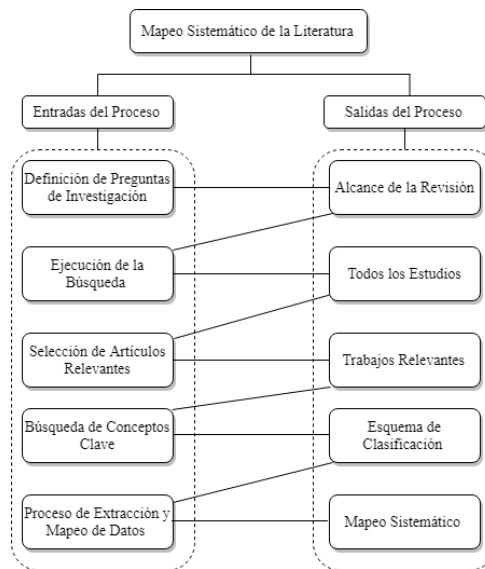 Mapeo Sistemático de la Literatura
Entradas del Proceso
Salidas del Proceso
Definición de Preguntas
de Investigación
Alcance de la Revisión
Ejecución de la
Búsqueda
Todos los Estudios
Selección de Artículos
Relevantes
Trabajos Relevantes
Búsqueda de Conceptos
Clave
Esquema de
Clasificación
Proceso de Extracción y
Mapeo de Datos
Mapeo Sistemático